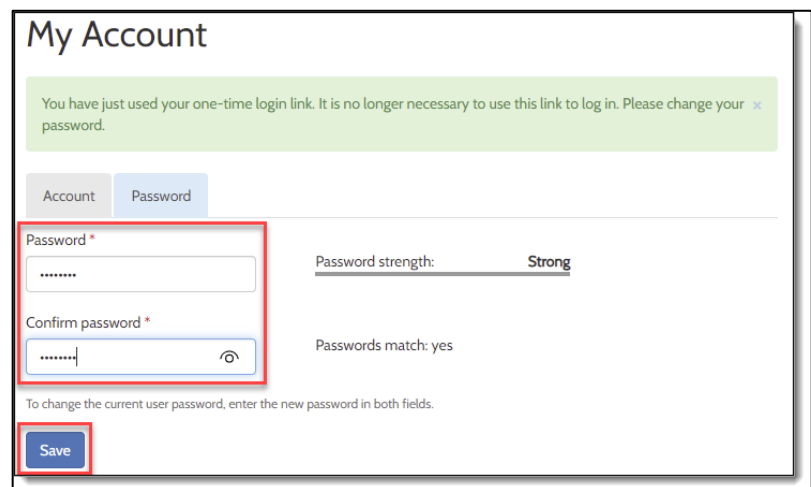 My Account
You have just used your one-time login link. It is no longer necessary to use this link to log in. Please change your ×
password.
Account Password
Password *
••••••••
Password strength: Strong
Confirm password *
••••••••
Passwords match: yes
To change the current user password, enter the new password in both fields.
Save